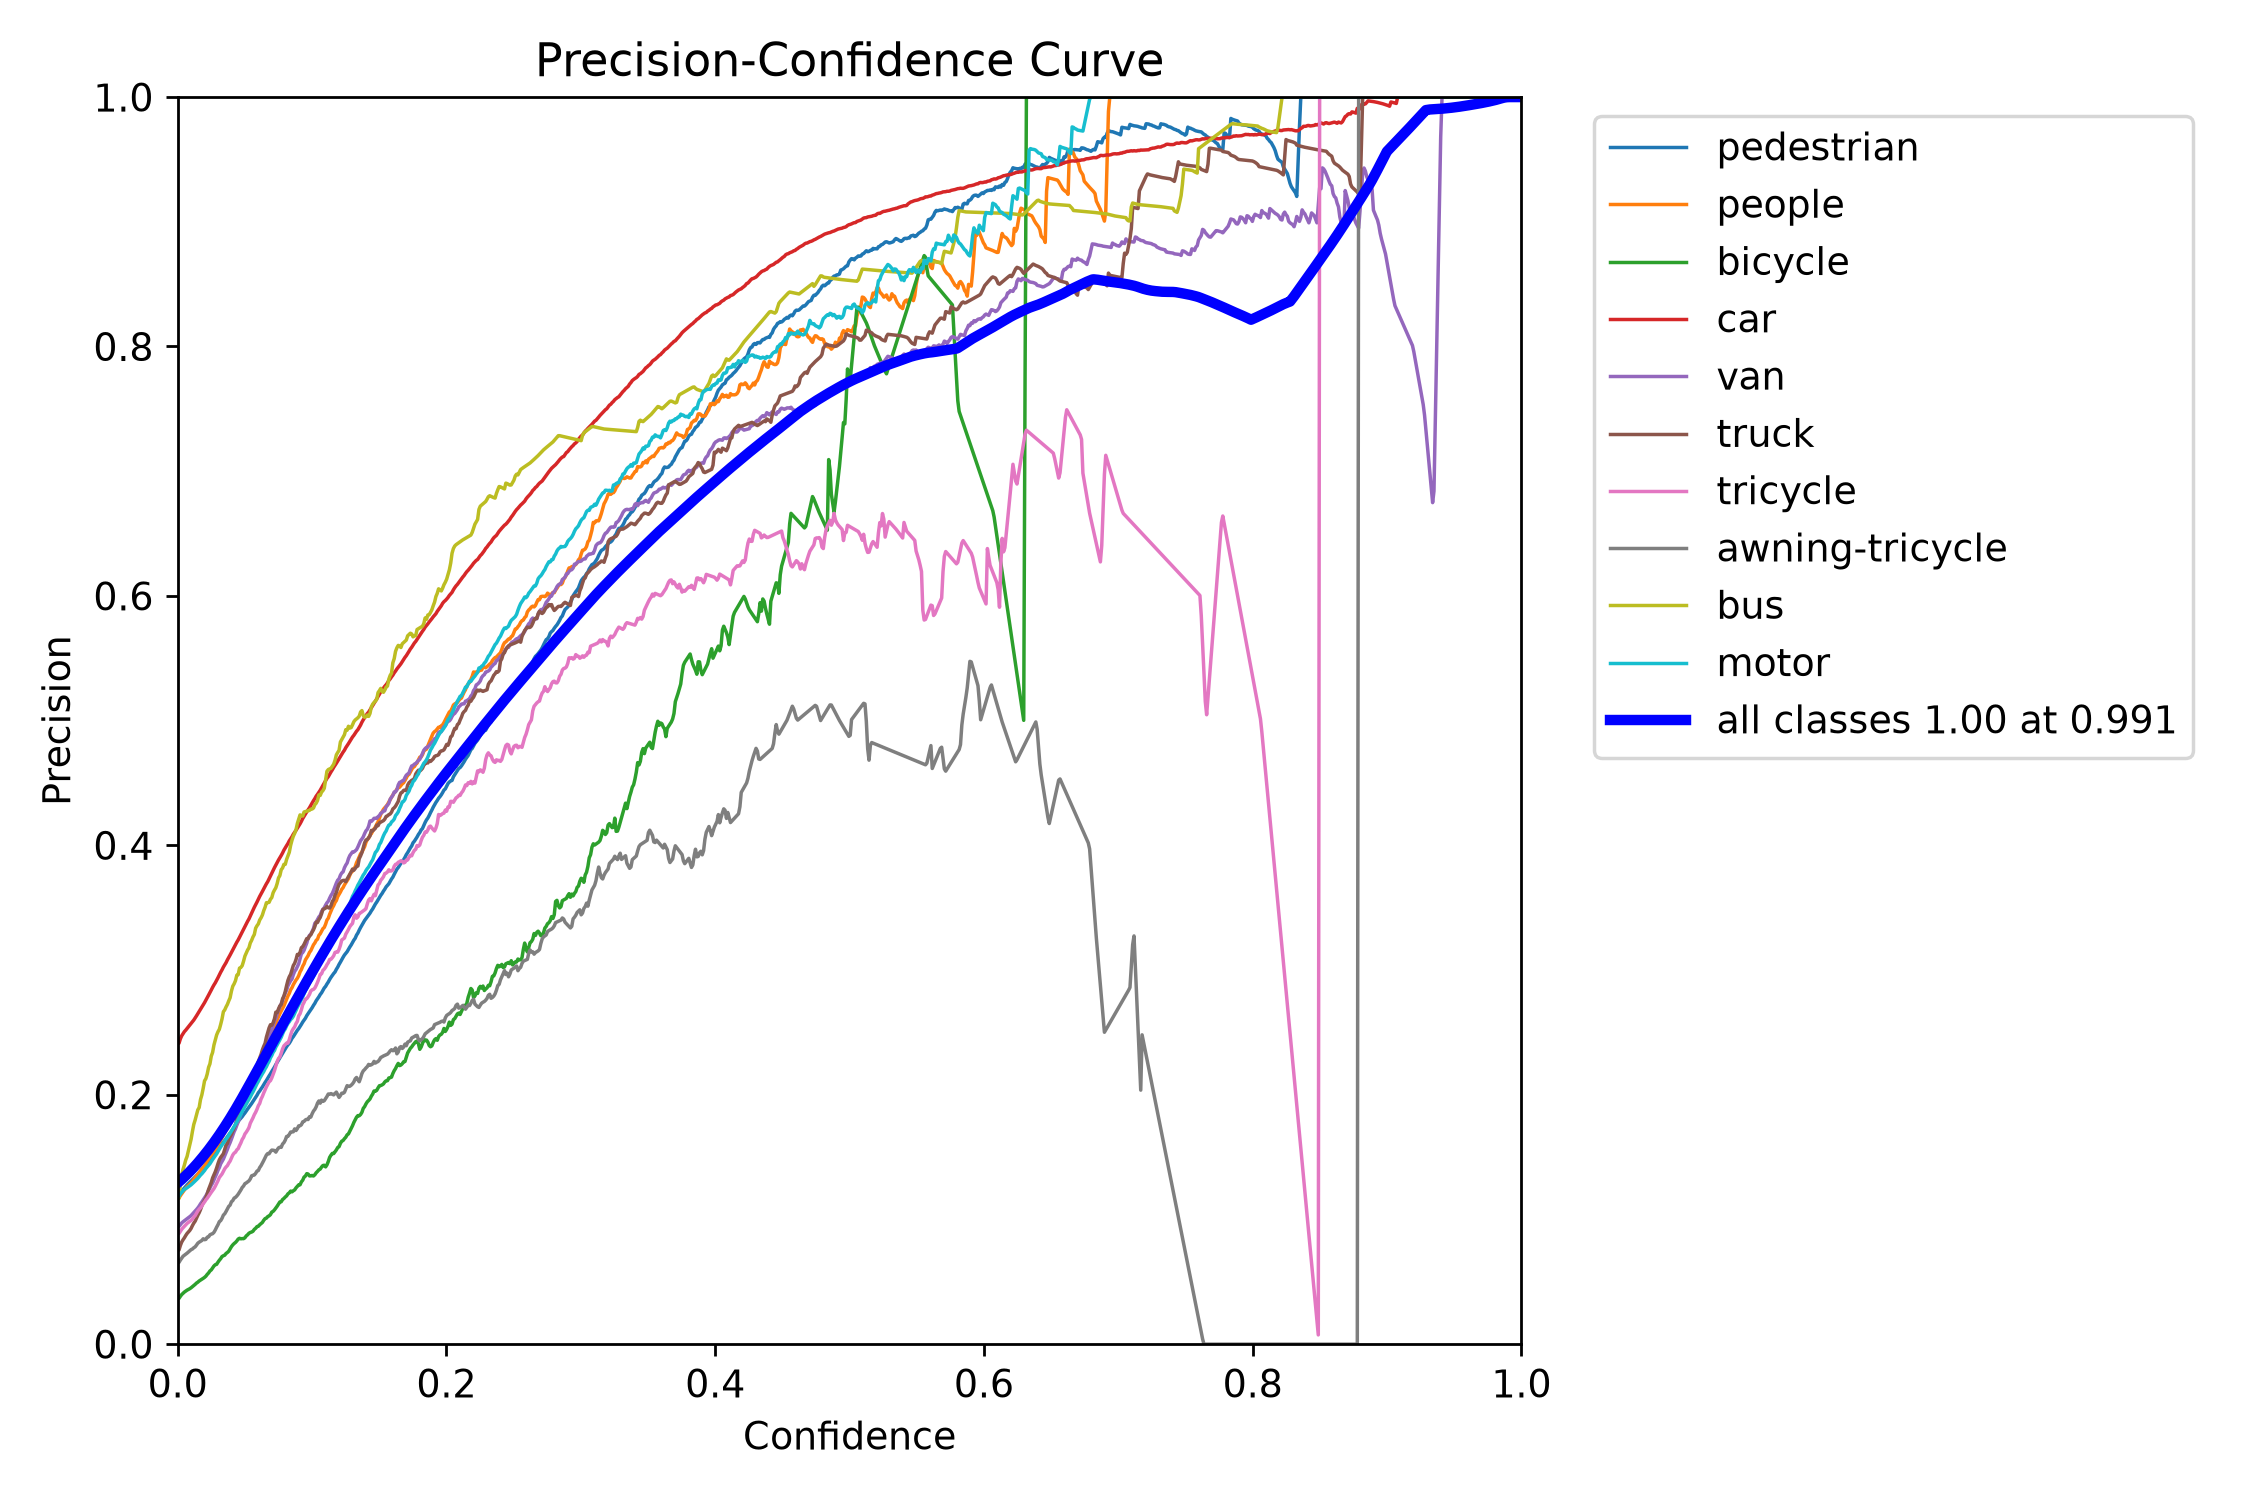 Precision-Confidence Curve
1.0
0.8
0.6
0.4
0.2
0.0
Precision
0.0 0.2 0.4 0.6 0.8 1.0
Confidence
pedestrian
people
bicycle
car
van
truck
tricycle
awning-tricycle
bus
motor
all classes 1.00 at 0.991